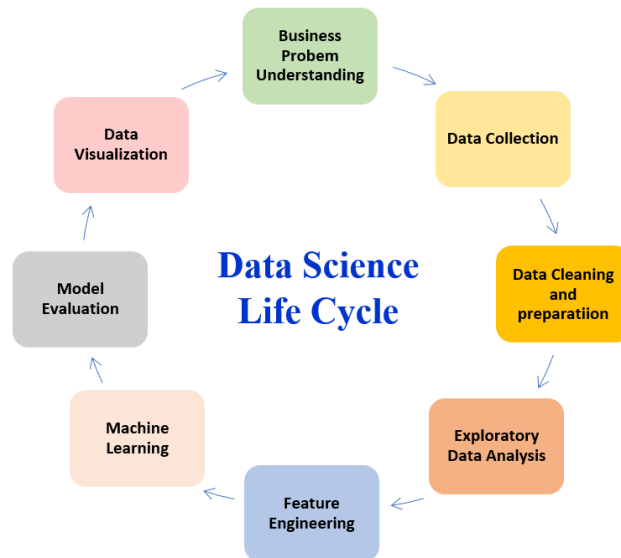 Business
Probem
Understanding
Data Collection
Data Cleaning
and
preparatiion
Exploratory
Data Analysis
Feature
Engineering
Machine
Learning
Model
Evaluation
Data
Visualization
Data Science
Life Cycle